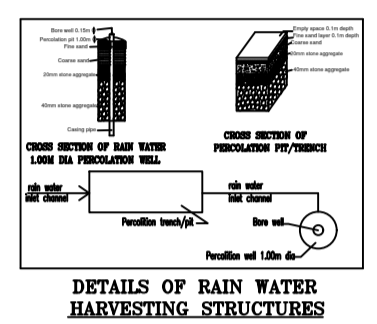 Bore well 0.15m
Percolation pit 1.00m
Fine sand
Coarse sand
20mm stone aggregate
40mm stone aggregate
Casing pipe
CROSS SECTION OF RAIN WATER
1.00M DIA PERCOLATION WELL
Empty space 0.1m depth
Fine sand layer 0.1m depth
Coarse sand
20mm stone aggregate
40mm stone aggregate
CROSS SECTION OF
PERCOLATION PIT/TRENCH
rain water
inlet channel
Percolition trench/pit
rain water
inlet channel
Bore well
Percolition well 1.00m dia
DETAILS OF RAIN WATER
HARVESTING STRUCTURES